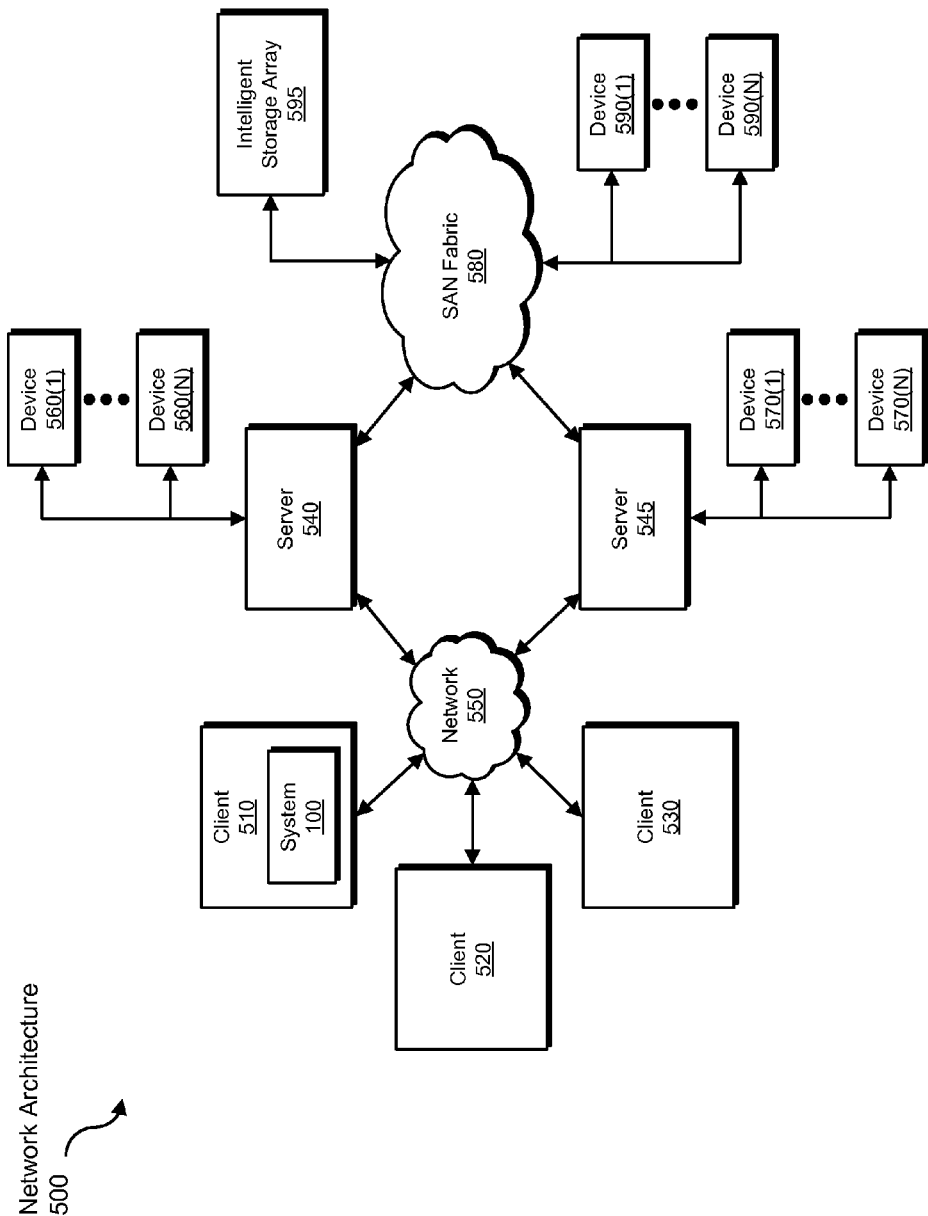 Network Architecture
500
Client
510
System
100
Client
520
Client
530
Network
550
Server
540
Server
545
Device
560(1)
Device
560(N)
Device
570(1)
Device
570(N)
SAN Fabric
580
Intelligent
Storage Array
595
Device
590(1)
Device
590(N)